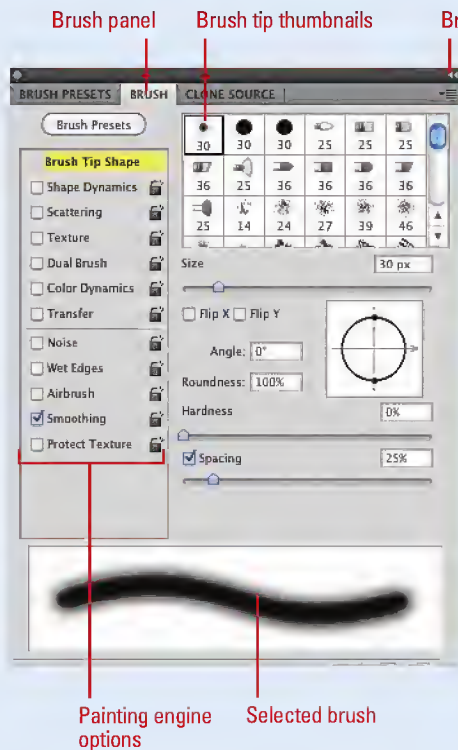 Brush panel Brush tip thumbnails Br
BRUSH PRESETS BRUSH CLONE SOURCE
Brush Presets
Brush Tip Shape
Shape Dynamics
Scattering
Texture
Dual Brush
Color Dynamics
Transfer
Noise
Wet Edges
Airbrush
Smoothing
Protect Texture
30 30 30 25 25 25
36 25 36 36 36 36
25 14 24 27 39 46
Size 30 px
Flip X Flip Y
Angle: 0°
Roundness: 100%
Hardness 0%
Spacing 25%
Painting engine
options
Selected brush